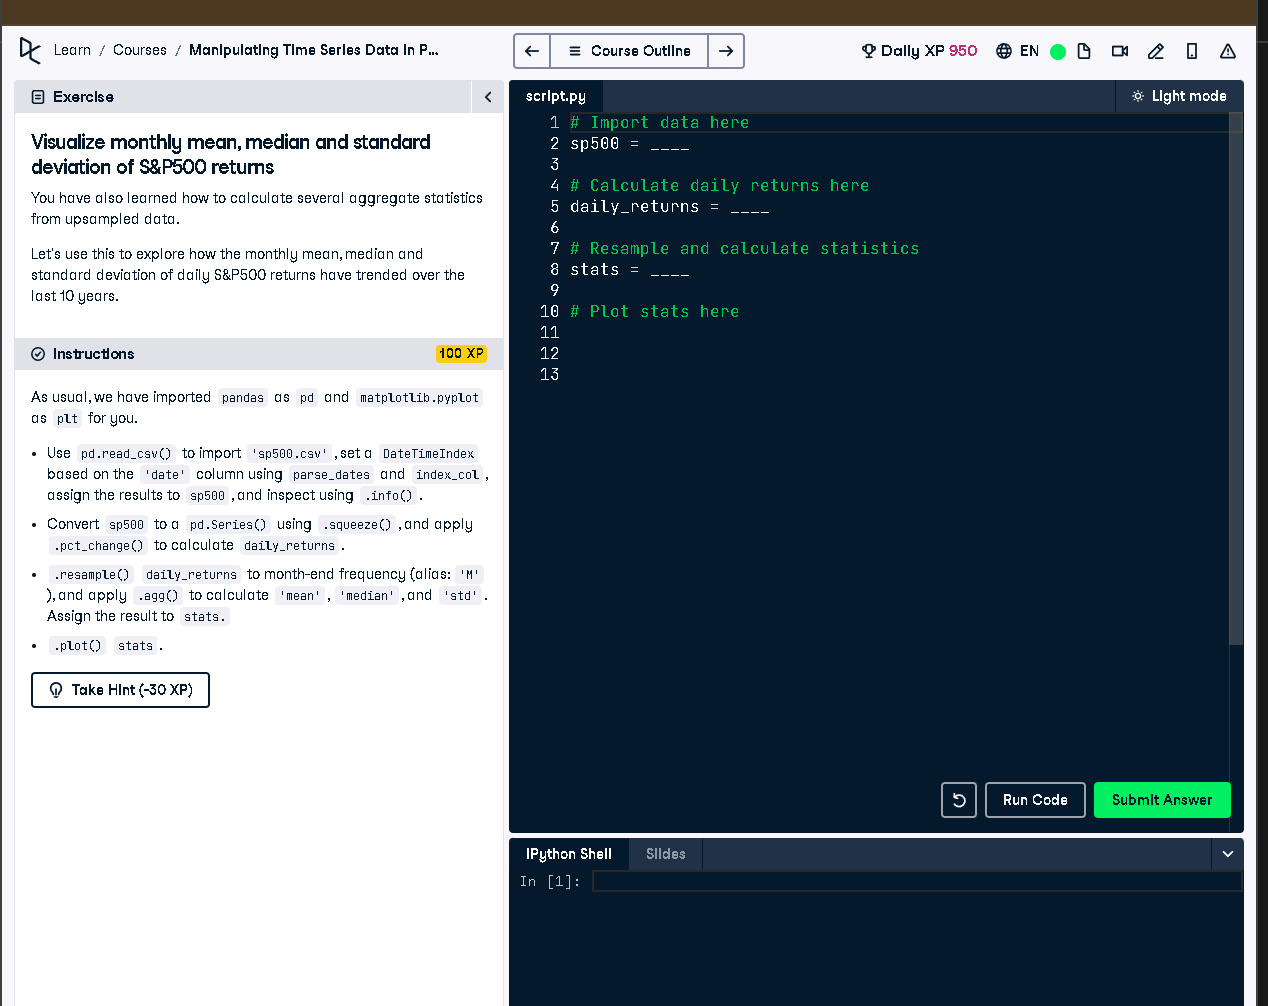 Learn / Courses / Manipulating Time Series Data in P...
Course Outline
Daily XP 950
EN
Exercise
Visualize monthly mean, median and standard
deviation of S&P500 returns
You have also learned how to calculate several aggregate statistics
from upsampled data.
Let's use this to explore how the monthly mean, median and
standard deviation of daily S&P500 returns have trended over the
last 10 years.
Instructions
100 XP
As usual, we have imported pandas as pd and matplotlib.pyplot
as plt for you.
• Use pd.read_csv() to import 'sp500.csv', set a DateTimeIndex
based on the 'date' column using parse_dates and index_col,
assign the results to sp500, and inspect using .info().
• Convert sp500 to a pd.Series() using .squeeze(), and apply
.pct_change() to calculate daily_returns.
• .resample() daily_returns to month-end frequency (alias: 'M'
), and apply .agg() to calculate 'mean', 'median', and 'std'.
Assign the result to stats.
• .plot() stats.
Take Hint (-30 XP)
script.py
Light mode
1 # Import data here
2 sp500 = ____
3
4 # Calculate daily returns here
5 daily_returns = ____
6
7 # Resample and calculate statistics
8 stats = ____
9
10 # Plot stats here
11
12
13
Run Code
Submit Answer
IPython Shell
Slides
In [1]: